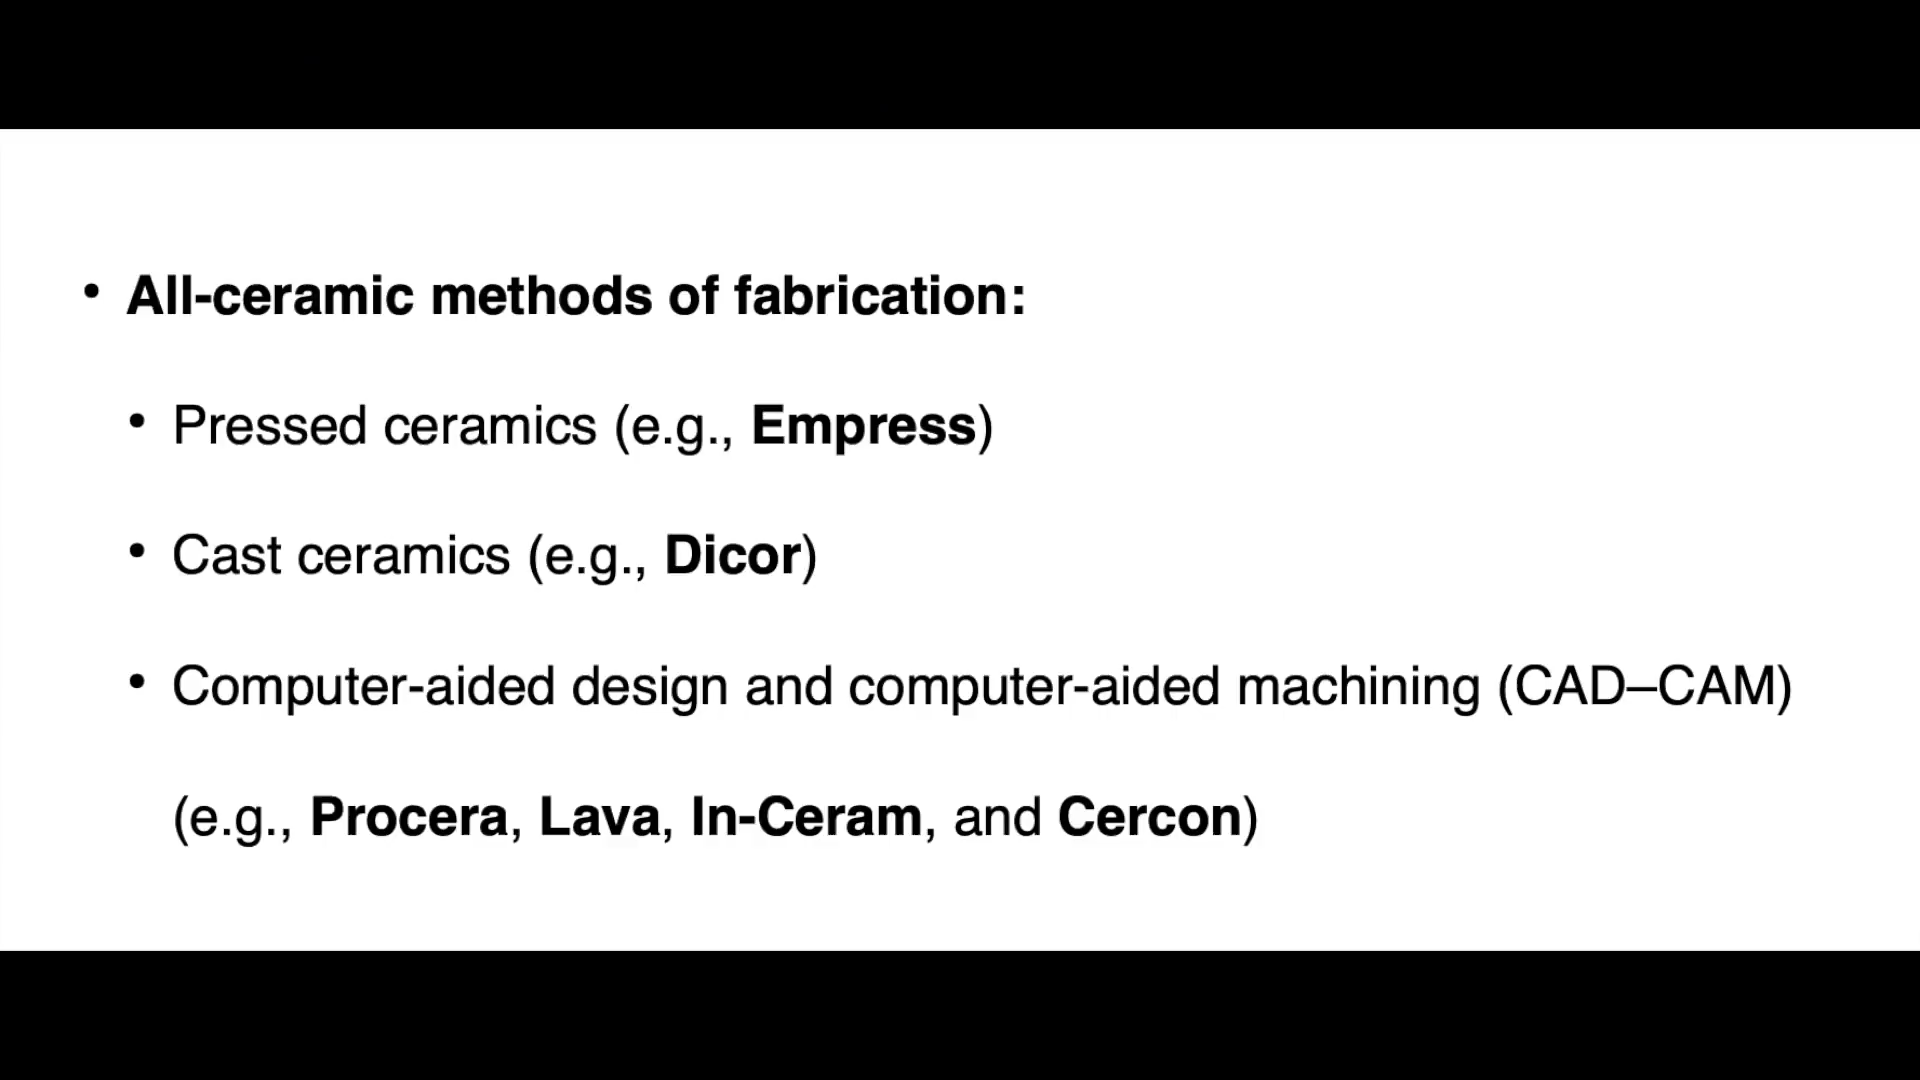 • All-ceramic methods of fabrication:
• Pressed ceramics (e.g., Empress)
• Cast ceramics (e.g., Dicor)
• Computer-aided design and computer-aided machining (CAD–CAM)
(e.g., Procera, Lava, In-Ceram, and Cercon)